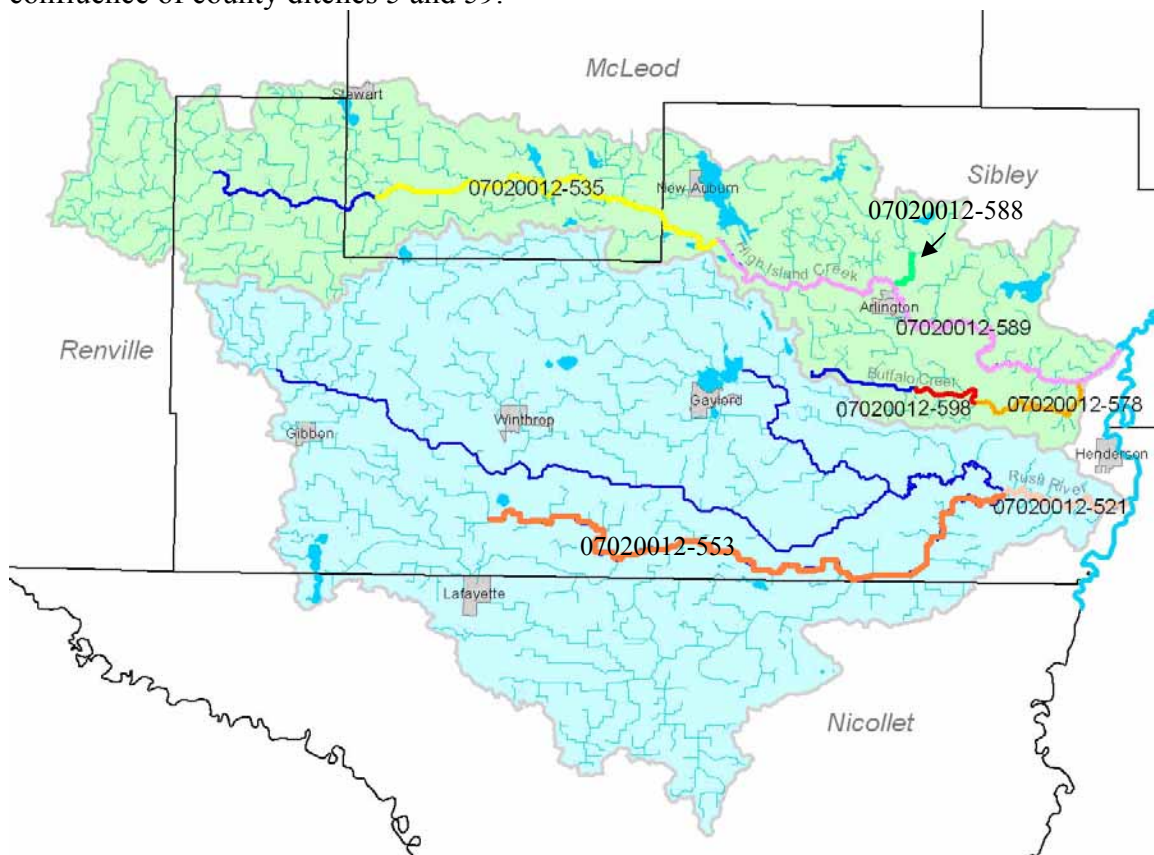 confluence of county ditches 5 and 59.
McLeod
Stewart
Sibley
New Auburn
07020012-535
07020012-588
High Island Creek
Arlington
07020012-589
Renville
Buffalo Creek
07020012-598
07020012-578
Gaylord
Winthrop
Gibbon
Henderson
Rush River
07020012-521
07020012-553
Lafayette
Nicollet